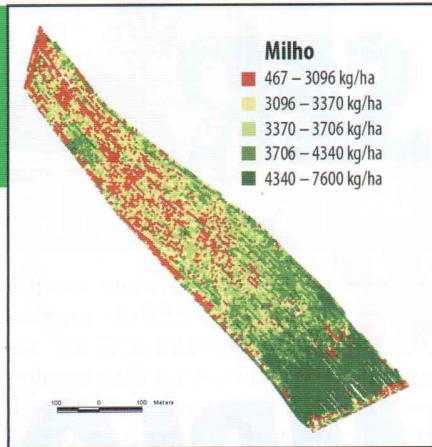 Milho
467 – 3096 kg/ha
3096 – 3370 kg/ha
3370 – 3706 kg/ha
3706 – 4340 kg/ha
4340 – 7600 kg/ha
100 0 100 Meters